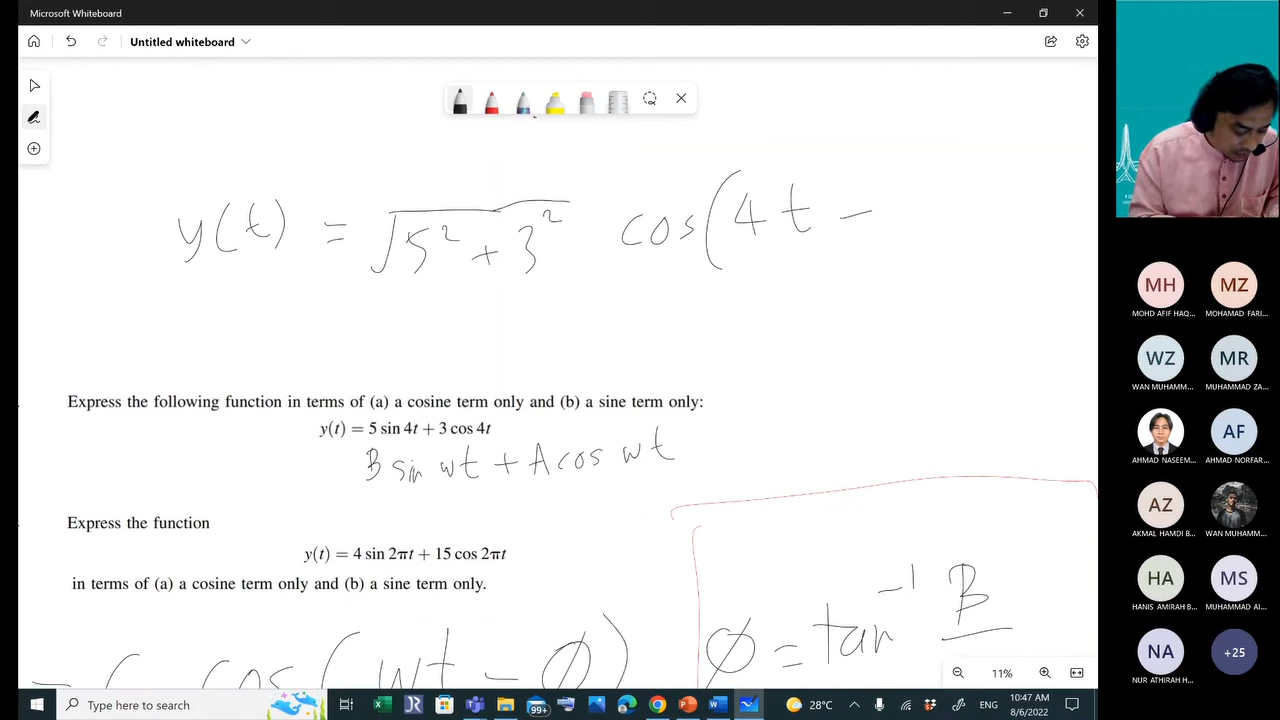 Microsoft Whiteboard
Untitled whiteboard
y(t) = √5² + 3² cos(4t −
Express the following function in terms of (a) a cosine term only and (b) a sine term only:
y(t) = 5 sin 4t + 3 cos 4t
B sin wt + A cos wt
Express the function
y(t) = 4 sin 2πt + 15 cos 2πt
in terms of (a) a cosine term only and (b) a sine term only.
cos(wt − ø)
ø = tan⁻¹ B
11%
MH
MOHD AFIF HAQ...
MZ
MOHAMAD FARI...
WZ
WAN MUHAMM...
MR
MUHAMMAD ZA...
AHMAD NASEEM...
AF
AHMAD NORFAR...
AZ
AKMAL HAMDI B...
WAN MUHAMM...
HA
HANIS AMIRAH B...
MS
MUHAMMAD AI...
NA
NUR ATHIRAH H...
+25
Type here to search
99+
28°C
ENG
10:47 AM
8/6/2022